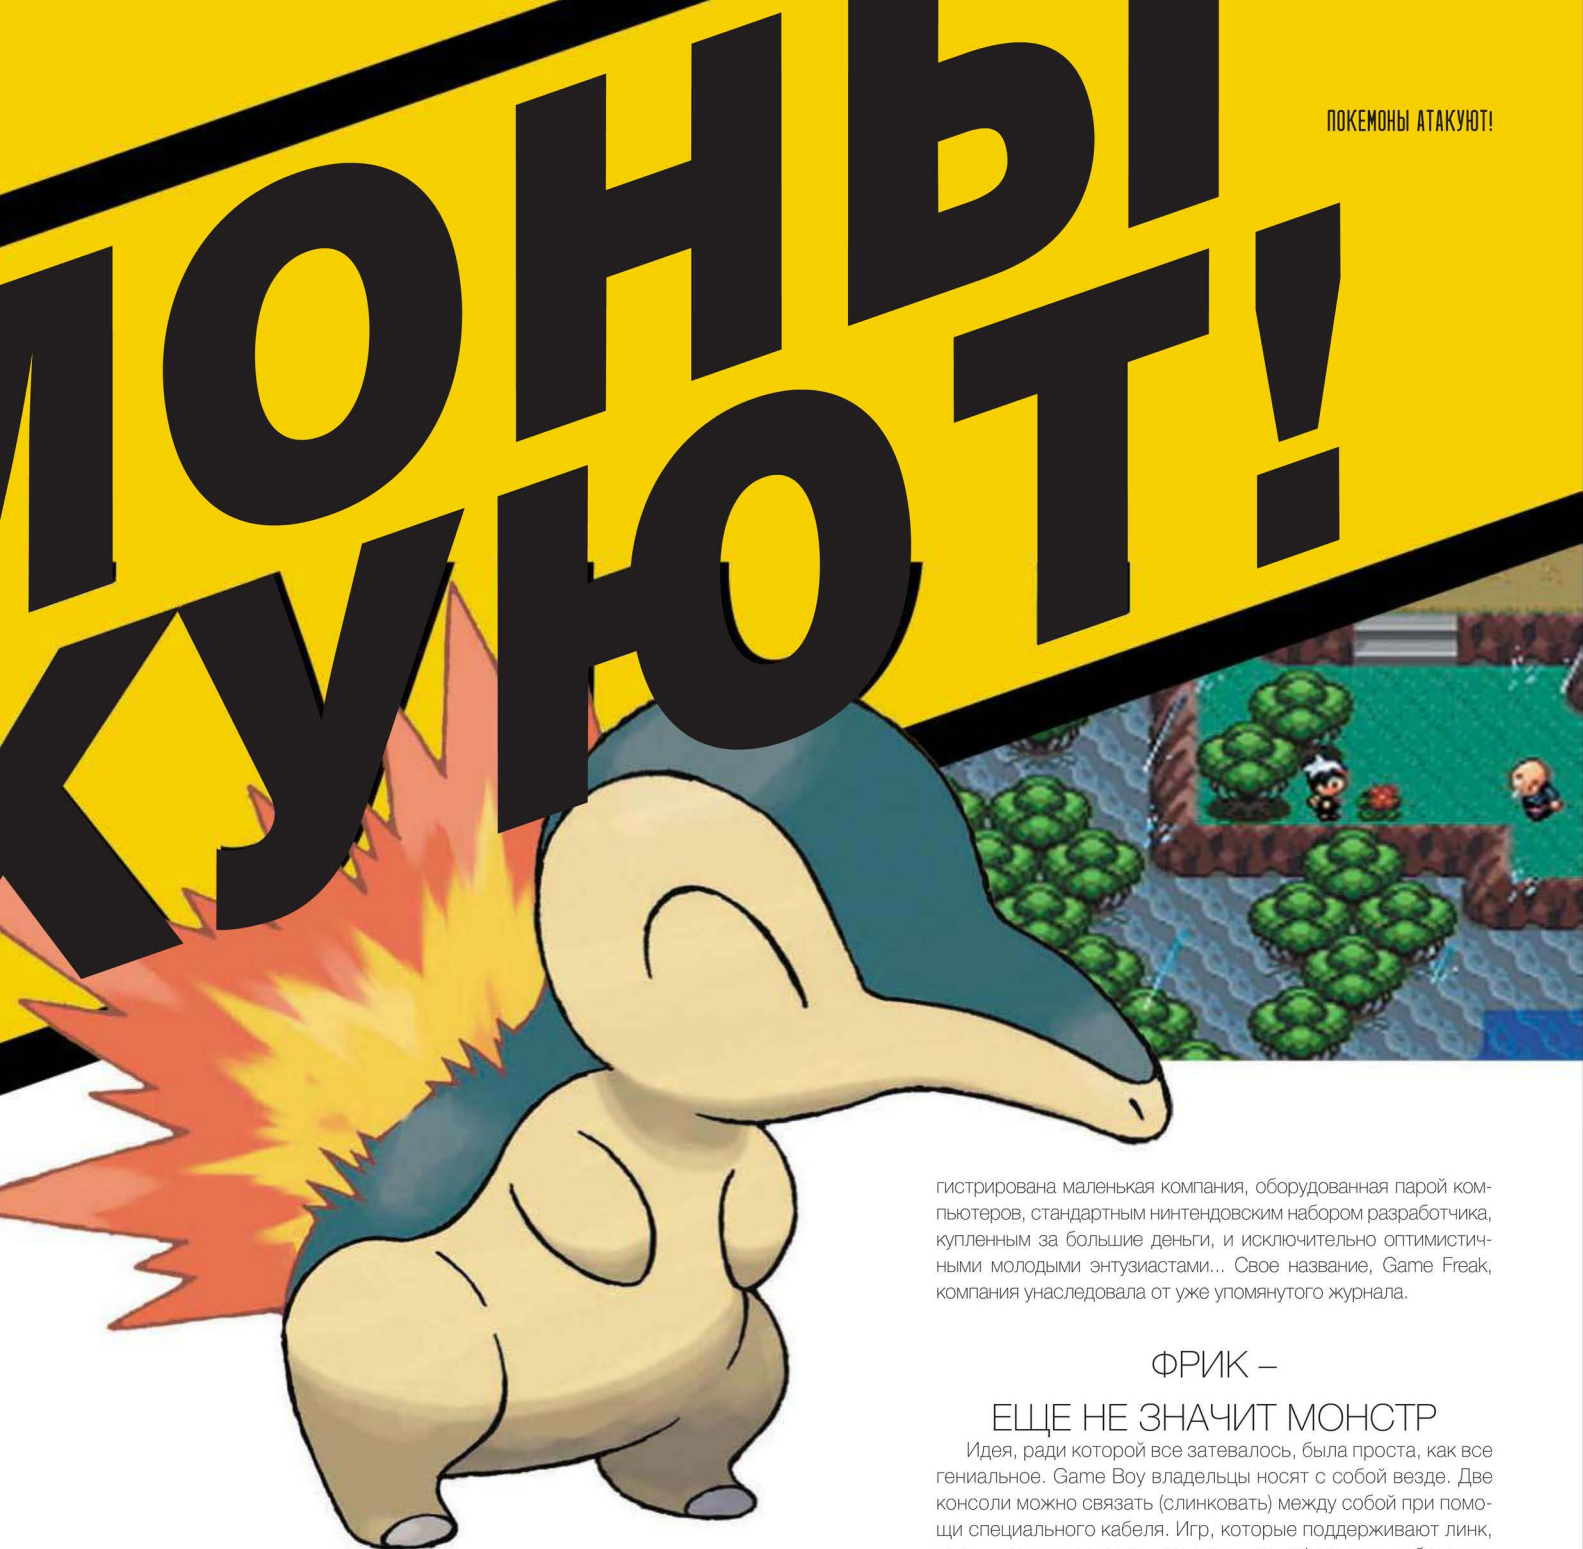 ПОКЕМОНЫ АТАКУЮТ!
МОНЫ
КУЮТ!
гистрирована маленькая компания, оборудованная парой ком-
пьютеров, стандартным нинтендовским набором разработчика,
купленным за большие деньги, и исключительно оптимистич-
ными молодыми энтузиастами... Свое название, Game Freak,
компания унаследовала от уже упомянутого журнала.
ФРИК –
ЕЩЕ НЕ ЗНАЧИТ МОНСТР
Идея, ради которой все затевалось, была проста, как все
гениальное. Game Boy владельцы носят с собой везде. Две
консоли можно связать (слинковать) между собой при помо-
щи специального кабеля. Игр, которые поддерживают линк,